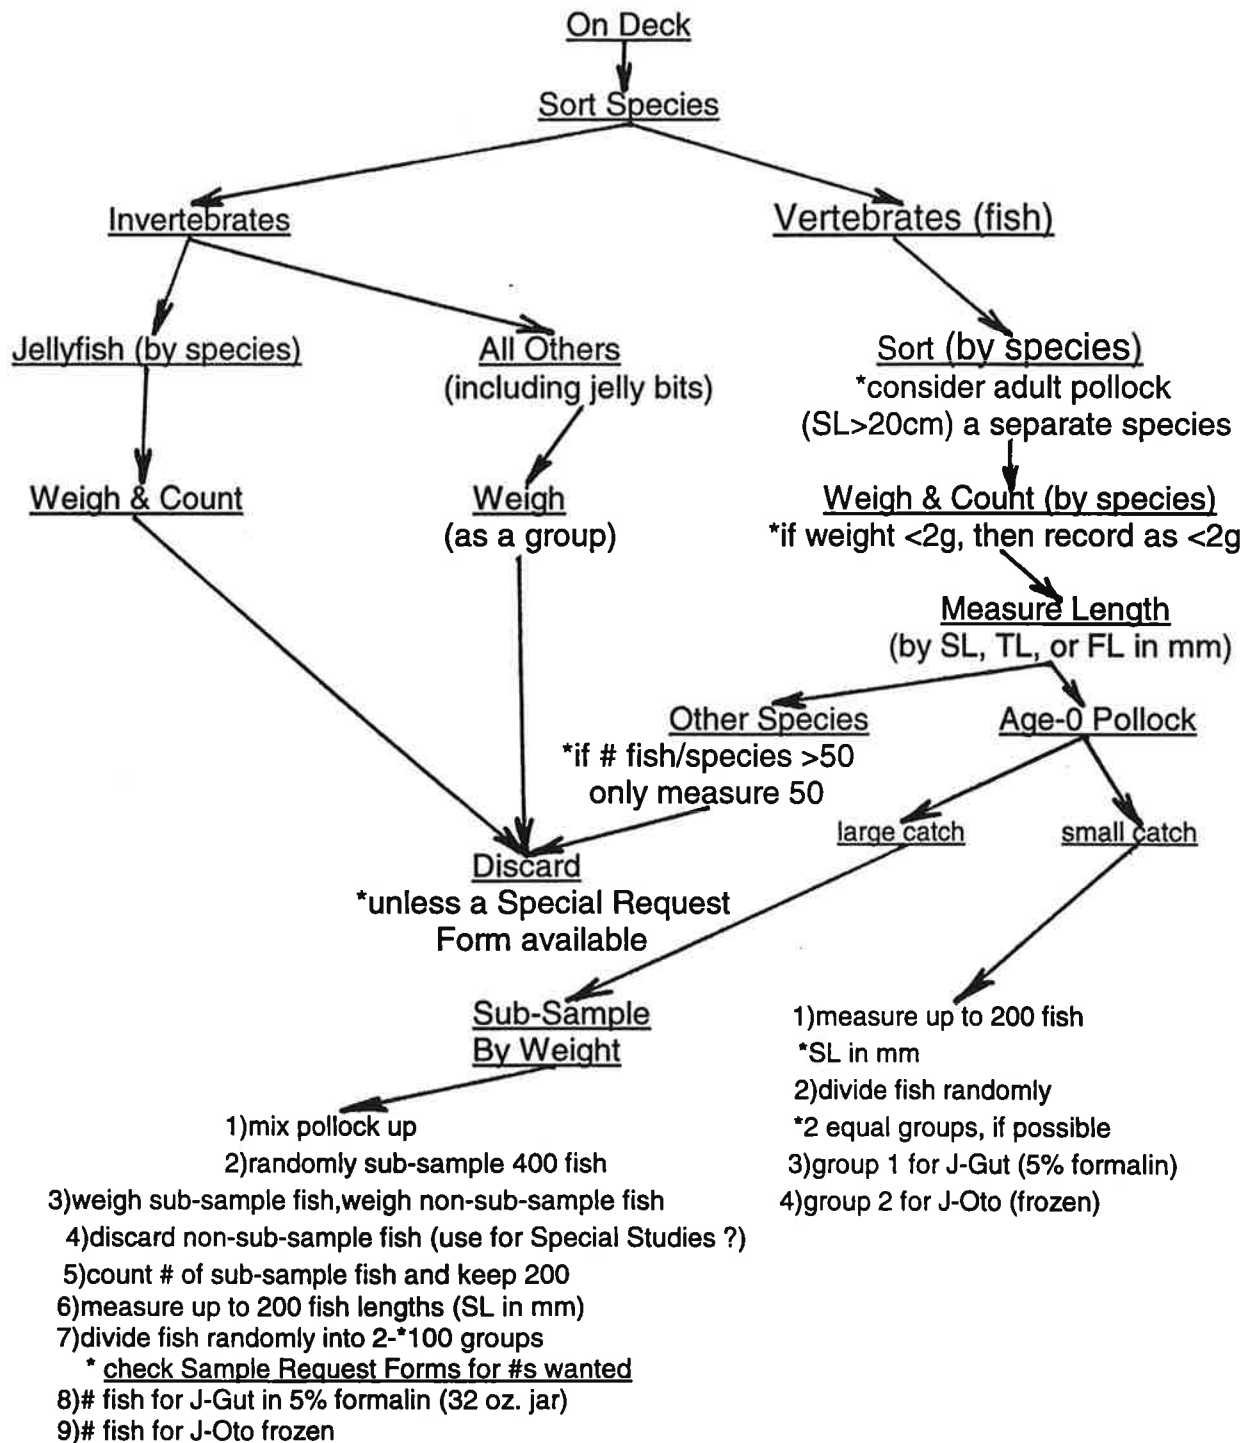 On Deck
Sort Species
Invertebrates
Vertebrates (fish)
Jellyfish (by species)
All Others
(including jelly bits)
Sort (by species)
*consider adult pollock
(SL>20cm) a separate species
Weigh & Count
Weigh
(as a group)
Weigh & Count (by species)
*if weight <2g, then record as <2g
Measure Length
(by SL, TL, or FL in mm)
Other Species
*if # fish/species >50
only measure 50
Age-0 Pollock
large catch
small catch
Discard
*unless a Special Request
Form available
Sub-Sample
By Weight
1)mix pollock up
2)randomly sub-sample 400 fish
3)weigh sub-sample fish,weigh non-sub-sample fish
4)discard non-sub-sample fish (use for Special Studies ?)
5)count # of sub-sample fish and keep 200
6)measure up to 200 fish lengths (SL in mm)
7)divide fish randomly into 2-*100 groups
* check Sample Request Forms for #s wanted
8)# fish for J-Gut in 5% formalin (32 oz. jar)
9)# fish for J-Oto frozen
1)measure up to 200 fish
*SL in mm
2)divide fish randomly
*2 equal groups, if possible
3)group 1 for J-Gut (5% formalin)
4)group 2 for J-Oto (frozen)